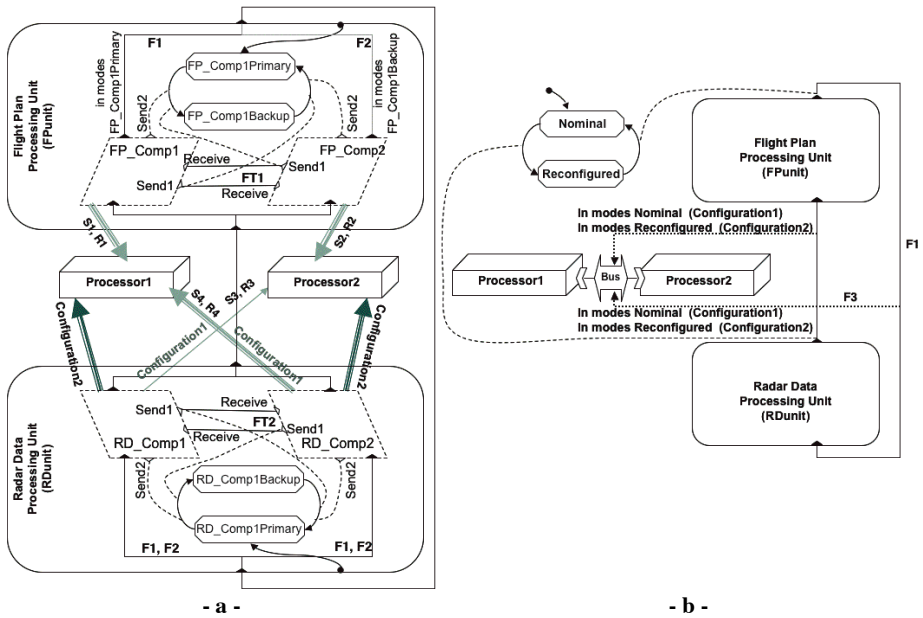 F1
F2
in modes
FP_Comp1Primary
Send2
FP_Comp1Primary
FP_Comp1Backup
Send2
in modes
FP_Comp1Backup
Flight Plan
Processing Unit
(FPunit)
FP_Comp1
FP_Comp2
Receive
Send1
Send1
FT1
Receive
S1, R1
S2, R2
Processor1
Processor2
S4, R4
S3, R3
Configuration2
Configuration1
Configuration1
Configuration2
Radar Data
Processing Unit
(RDunit)
Receive
Send1
FT2
Send1
Receive
RD_Comp1
RD_Comp2
Send2
Send2
RD_Comp1Backup
RD_Comp1Primary
F1, F2
F1, F2
- a -
Nominal
Reconfigured
Flight Plan
Processing Unit
(FPunit)
In modes Nominal (Configuration1)
In modes Reconfigured (Configuration2)
F1
Processor1
Bus
Processor2
F3
In modes Nominal (Configuration1)
In modes Reconfigured (Configuration2)
Radar Data
Processing Unit
(RDunit)
- b -